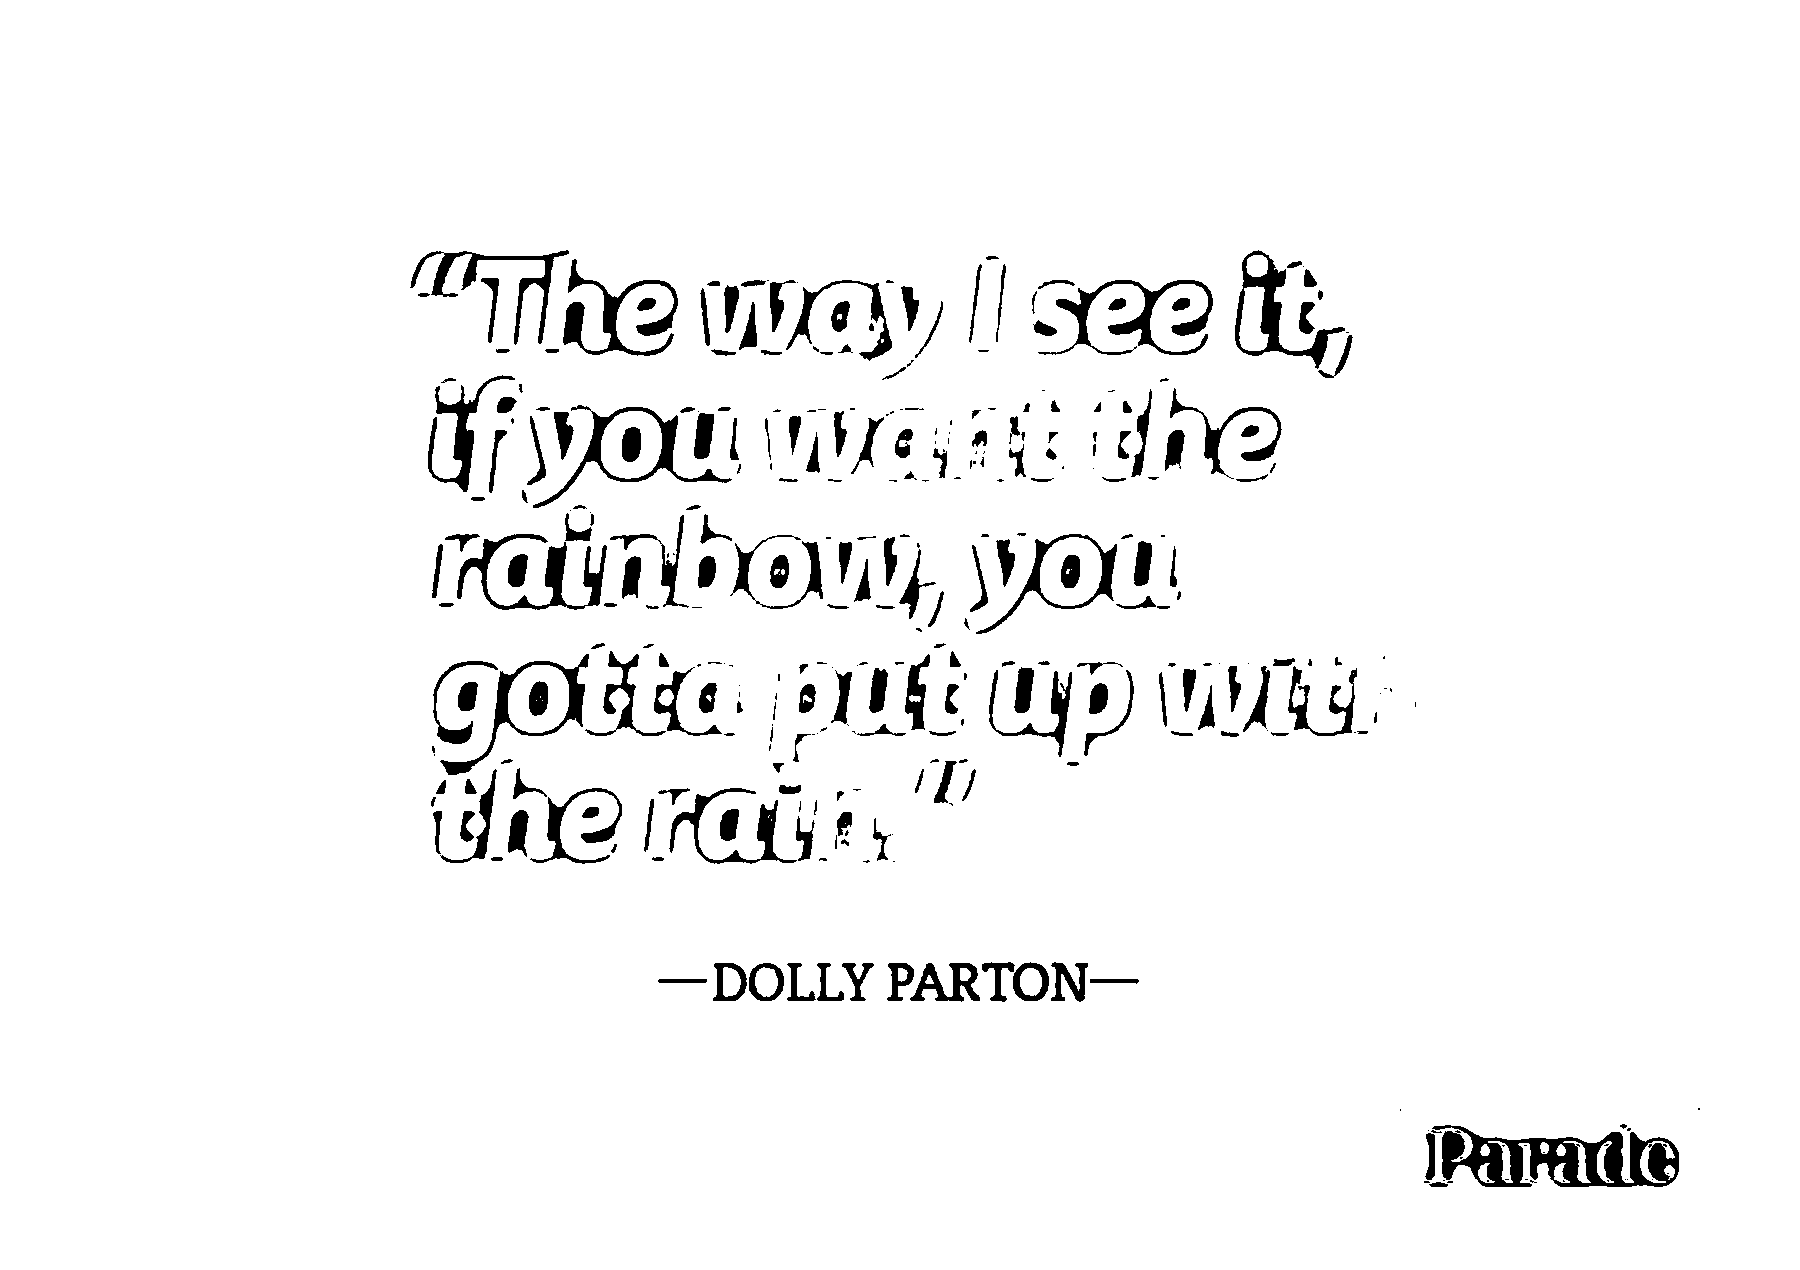 “The way I see it,
if you want the
rainbow, you
gotta put up with
the rain.”
—DOLLY PARTON—
Parade